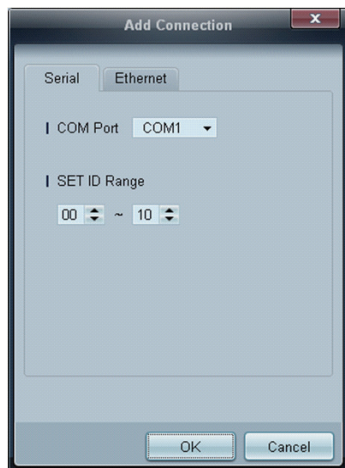 Add Connection
Serial Ethernet
COM Port COM1
SET ID Range
00 ~ 10
OK Cancel